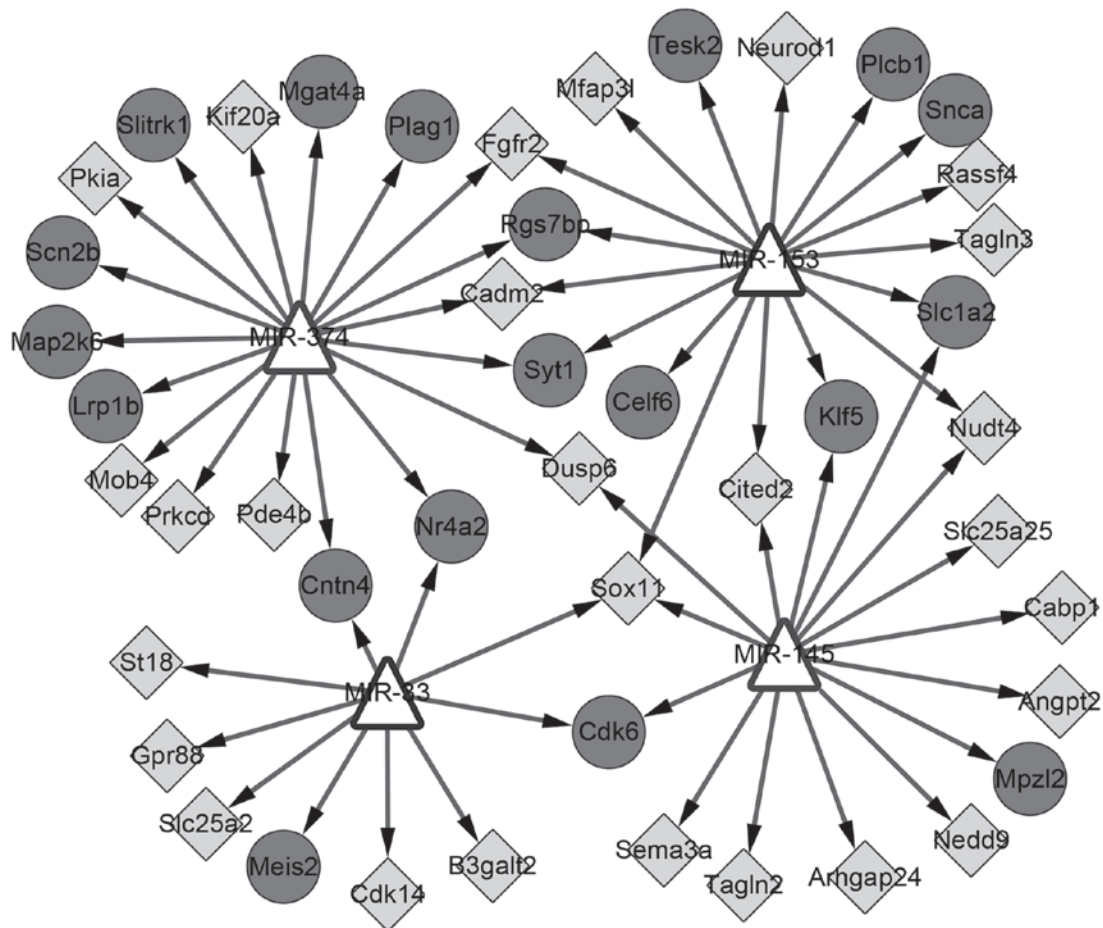 Tesk2
Neurod1
Plcb1
Mgat4a
Mfap3l
Kif20a
Snca
Slitrk1
Plag1
Fgfr2
Pkia
Rassf4
Rgs7bp
Scn2b
Tagln3
MIR-153
Cadm2
Slc1a2
MIR-374
Map2k6
Syt1
Lrp1b
Celf6
Klf5
Nudt4
Dusp6
Mob4
Cited2
Prkcd
Pde4b
Nr4a2
Slc25a25
Cntn4
Sox11
Cabp1
MIR-145
St18
MIR-33
Angpt2
Cdk6
Gpr88
Mpzl2
Slc25a2
Nedd9
Sema3a
Meis2
B3galt2
Arhgap24
Tagln2
Cdk14